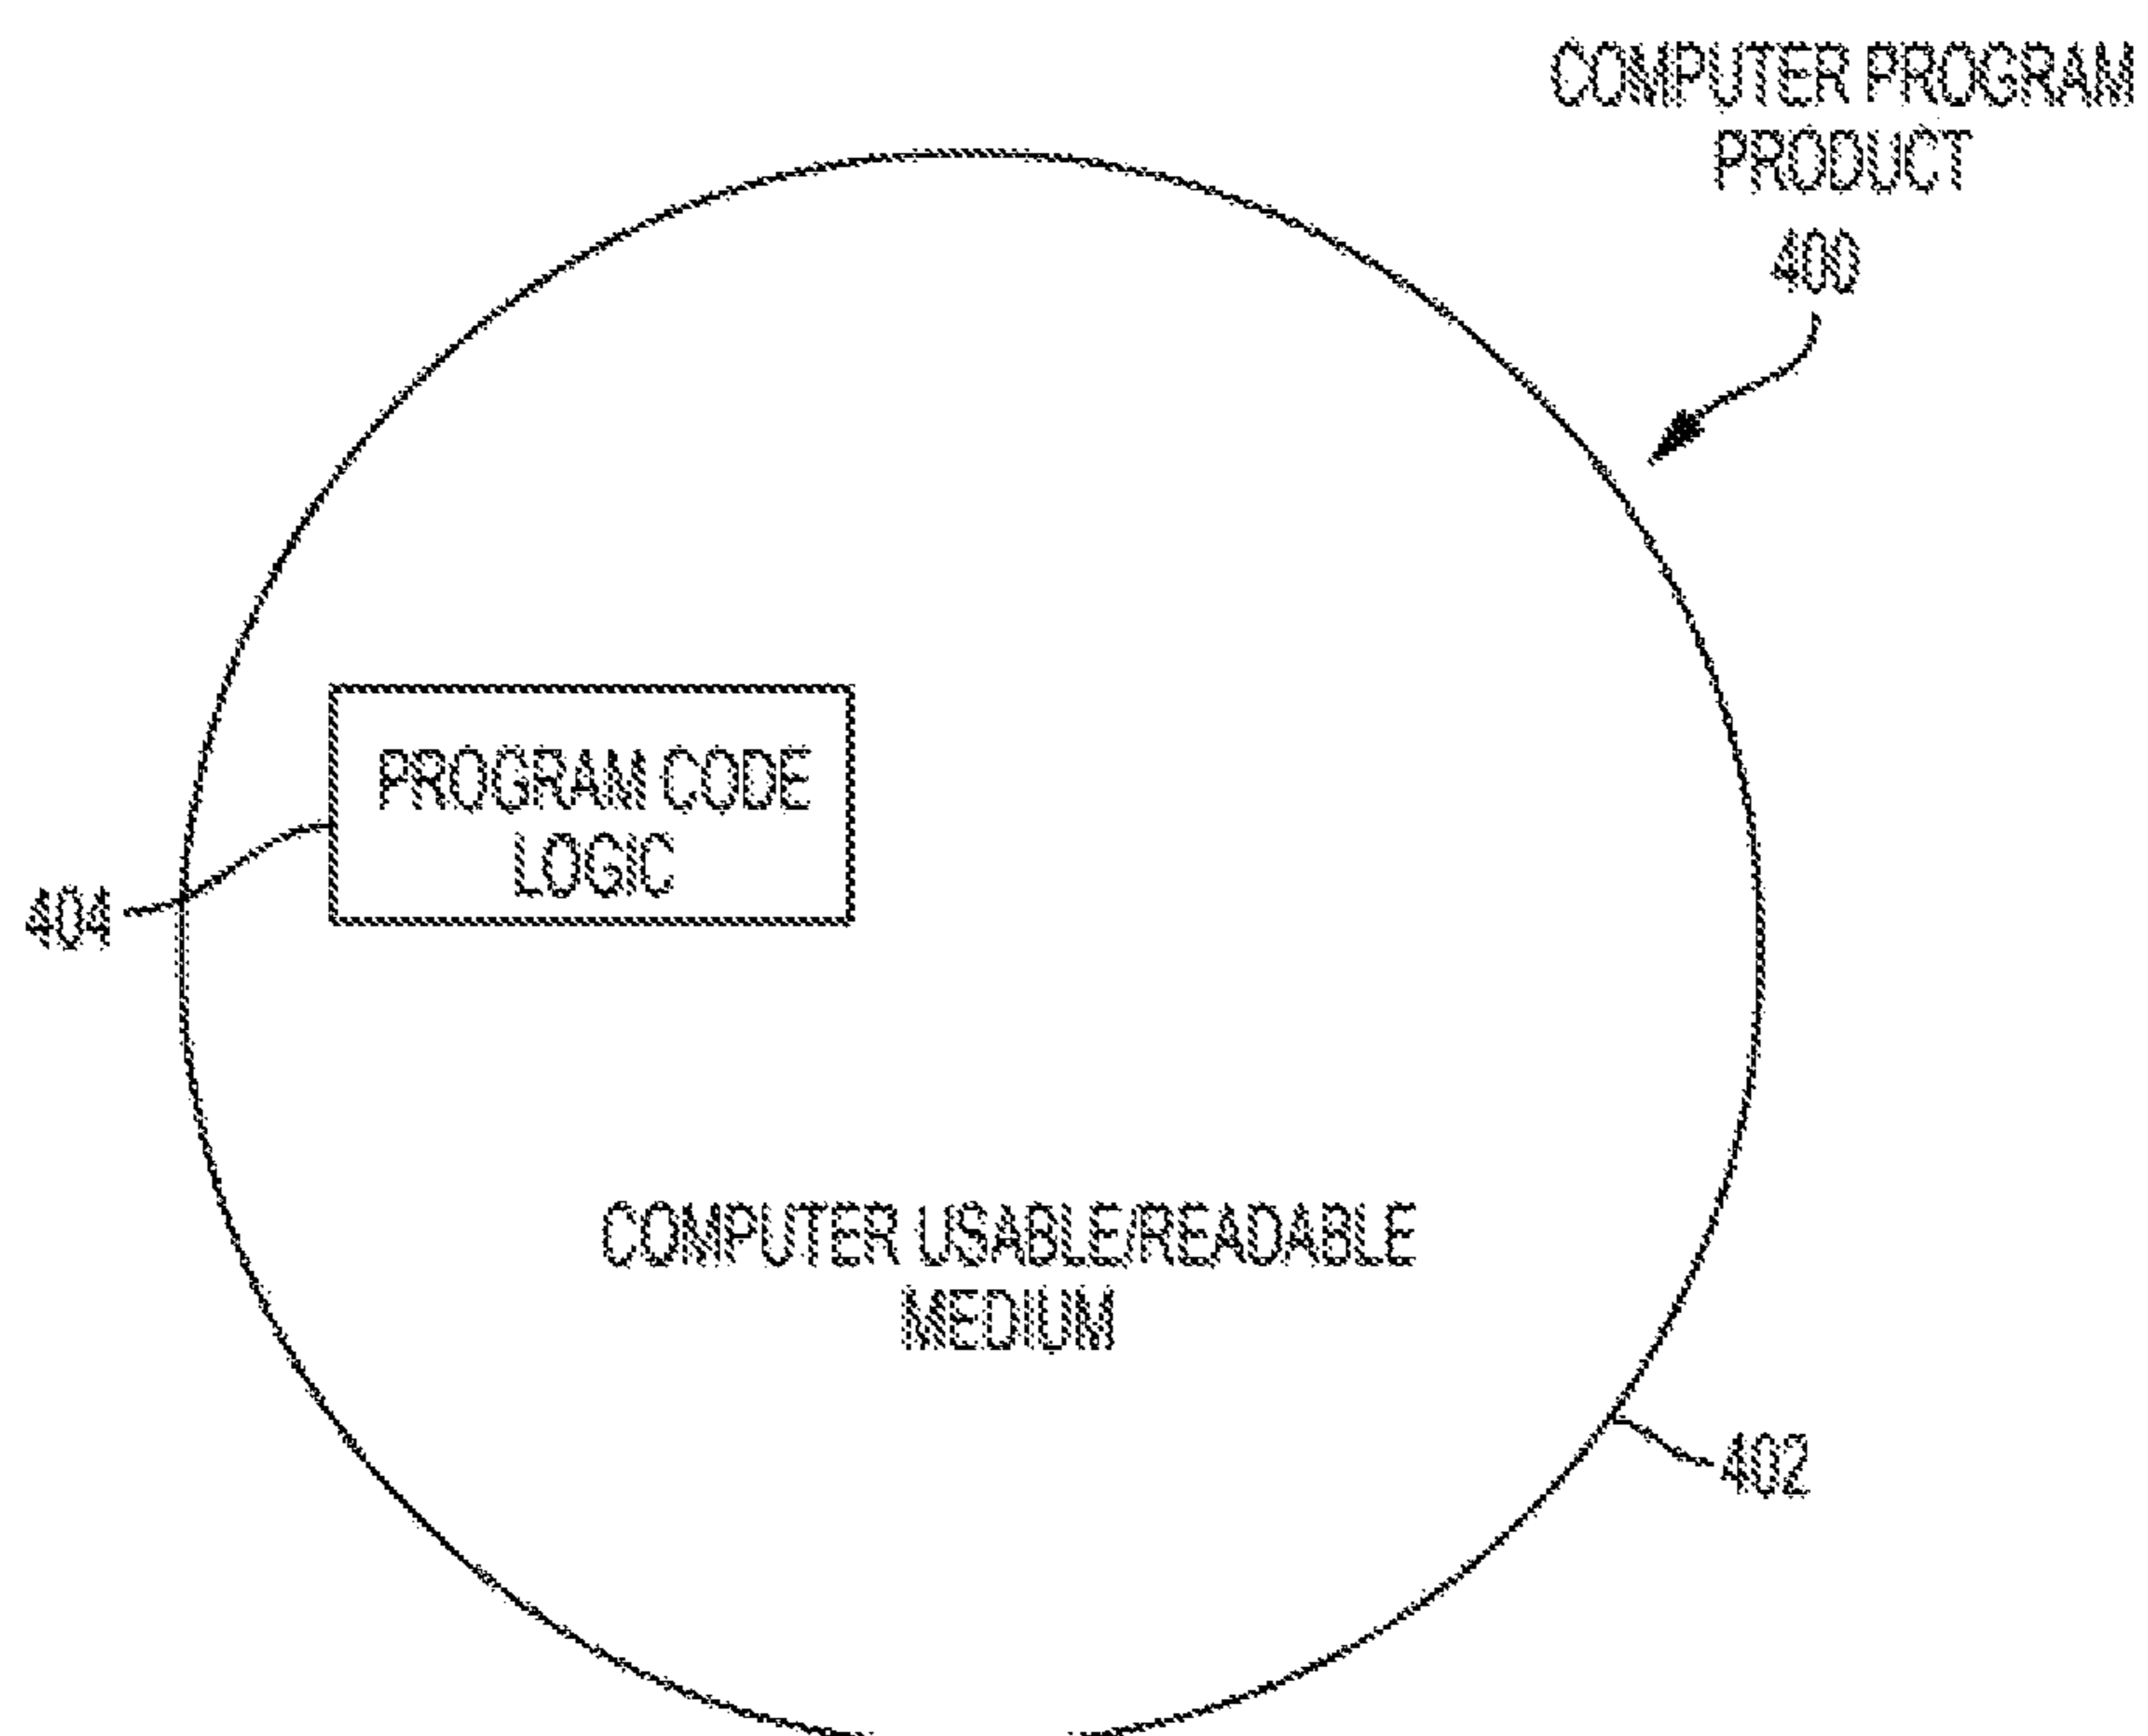 COMPUTER PROGRAM
PRODUCT
400
PROGRAM CODE
LOGIC
404
COMPUTER USABLE/READABLE
MEDIUM
402